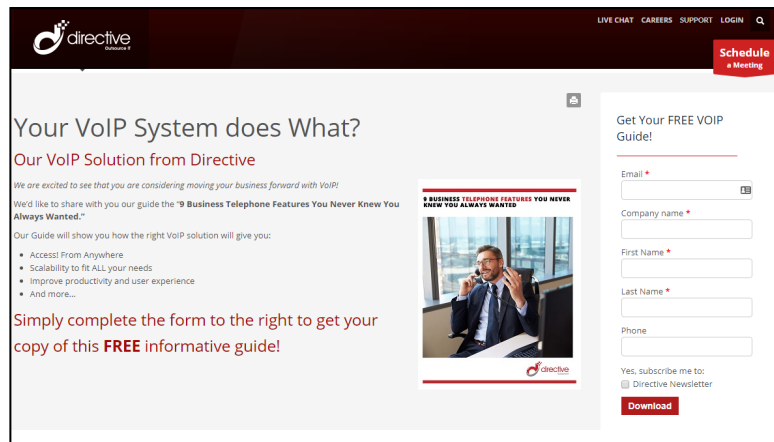 directive
Outsource IT
LIVE CHAT CAREERS SUPPORT LOGIN
Schedule
a Meeting
Your VoIP System does What?
Our VoIP Solution from Directive
We are excited to see that you are considering moving your business forward with VoIP!
We'd like to share with you our guide the "9 Business Telephone Features You Never Knew You
Always Wanted."
Our Guide will show you how the right VoIP solution will give you:
Access! From Anywhere
Scalability to fit ALL your needs
Improve productivity and user experience
And more...
Simply complete the form to the right to get your
copy of this FREE informative guide!
9 BUSINESS TELEPHONE FEATURES YOU NEVER
KNEW YOU ALWAYS WANTED
directive
Get Your FREE VOIP
Guide!
Email *
Company name *
First Name *
Last Name *
Phone
Yes, subscribe me to:
Directive Newsletter
Download